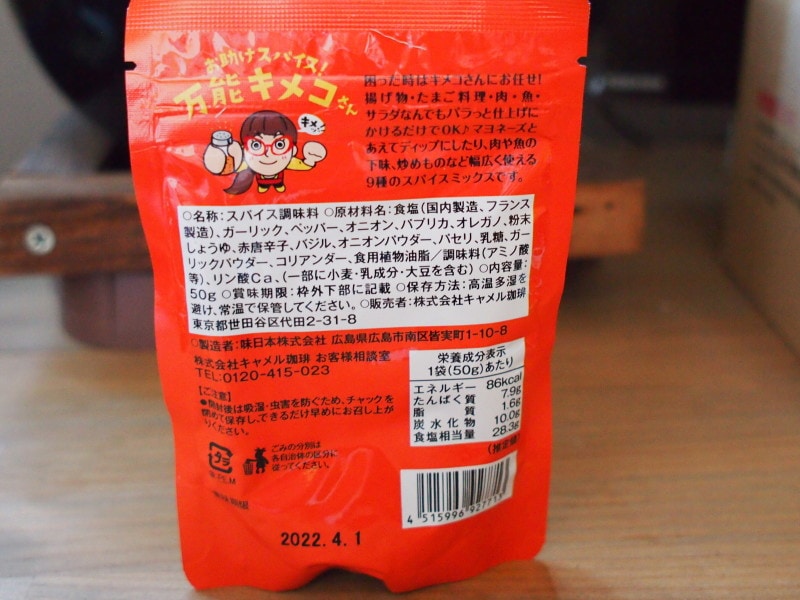 お助けスパイス!
万能キメコさん
キメッ
困った時はキメコさんにお任せ!
揚げ物・たまご料理・肉・魚・
サラダなんでもパラっと仕上げに
かけるだけでOK♪マヨネーズと
あえてディップにしたり、肉や魚の
下味、炒めものなど幅広く使える
9種のスパイスミックスです。
○名称:スパイス調味料 ○原材料名:食塩(国内製造、フランス
製造)、ガーリック、ペッパー、オニオン、パプリカ、オレガノ、粉末
しょうゆ、赤唐辛子、バジル、オニオンパウダー、パセリ、乳糖、ガー
リックパウダー、コリアンダー、食用植物油脂/調味料(アミノ酸
等)、リン酸Ca、(一部に小麦・乳成分・大豆を含む) ○内容量:
50g ○賞味期限:枠外下部に記載 ○保存方法:高温多湿を
避け、常温で保管してください。○販売者:株式会社キャメル珈琲
東京都世田谷区代田2-31-8
○製造者:味日本株式会社 広島県広島市南区皆実町1-10-8
株式会社キャメル珈琲 お客様相談室
TEL:0120-415-023
【ご注意】
●開封後は吸湿・虫害を防ぐため、チャックを
閉めて保存し、できるだけ早めにお召し上が
りください。
栄養成分表示
1袋(50g)あたり
エネルギー 86kcal
たんぱく質 7.9g
脂質 1.6g
炭水化物 10.0g
食塩相当量 28.3g
(推定値)
プラ
PE,M
ごみの分別は
各自治体の区分に
従ってください。
4 515996 927713
2022.4.1